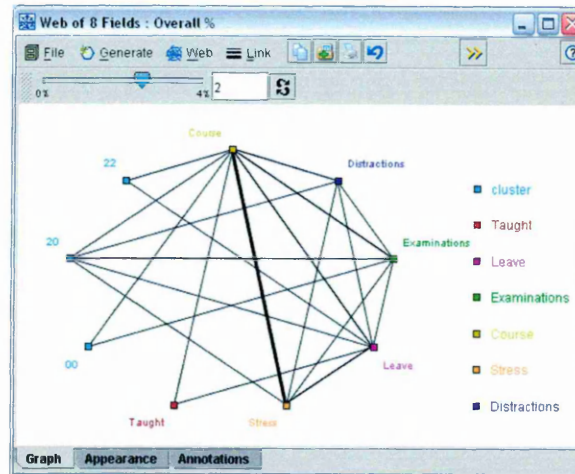 Web of 8 Fields : Overall %
File Generate Web Link
0% 4% 2
Course
22
Distractions
cluster
Taught
20
Examinations
Leave
Examinations
Course
00
Leave
Stress
Taught
Stress
Distractions
Graph Appearance Annotations